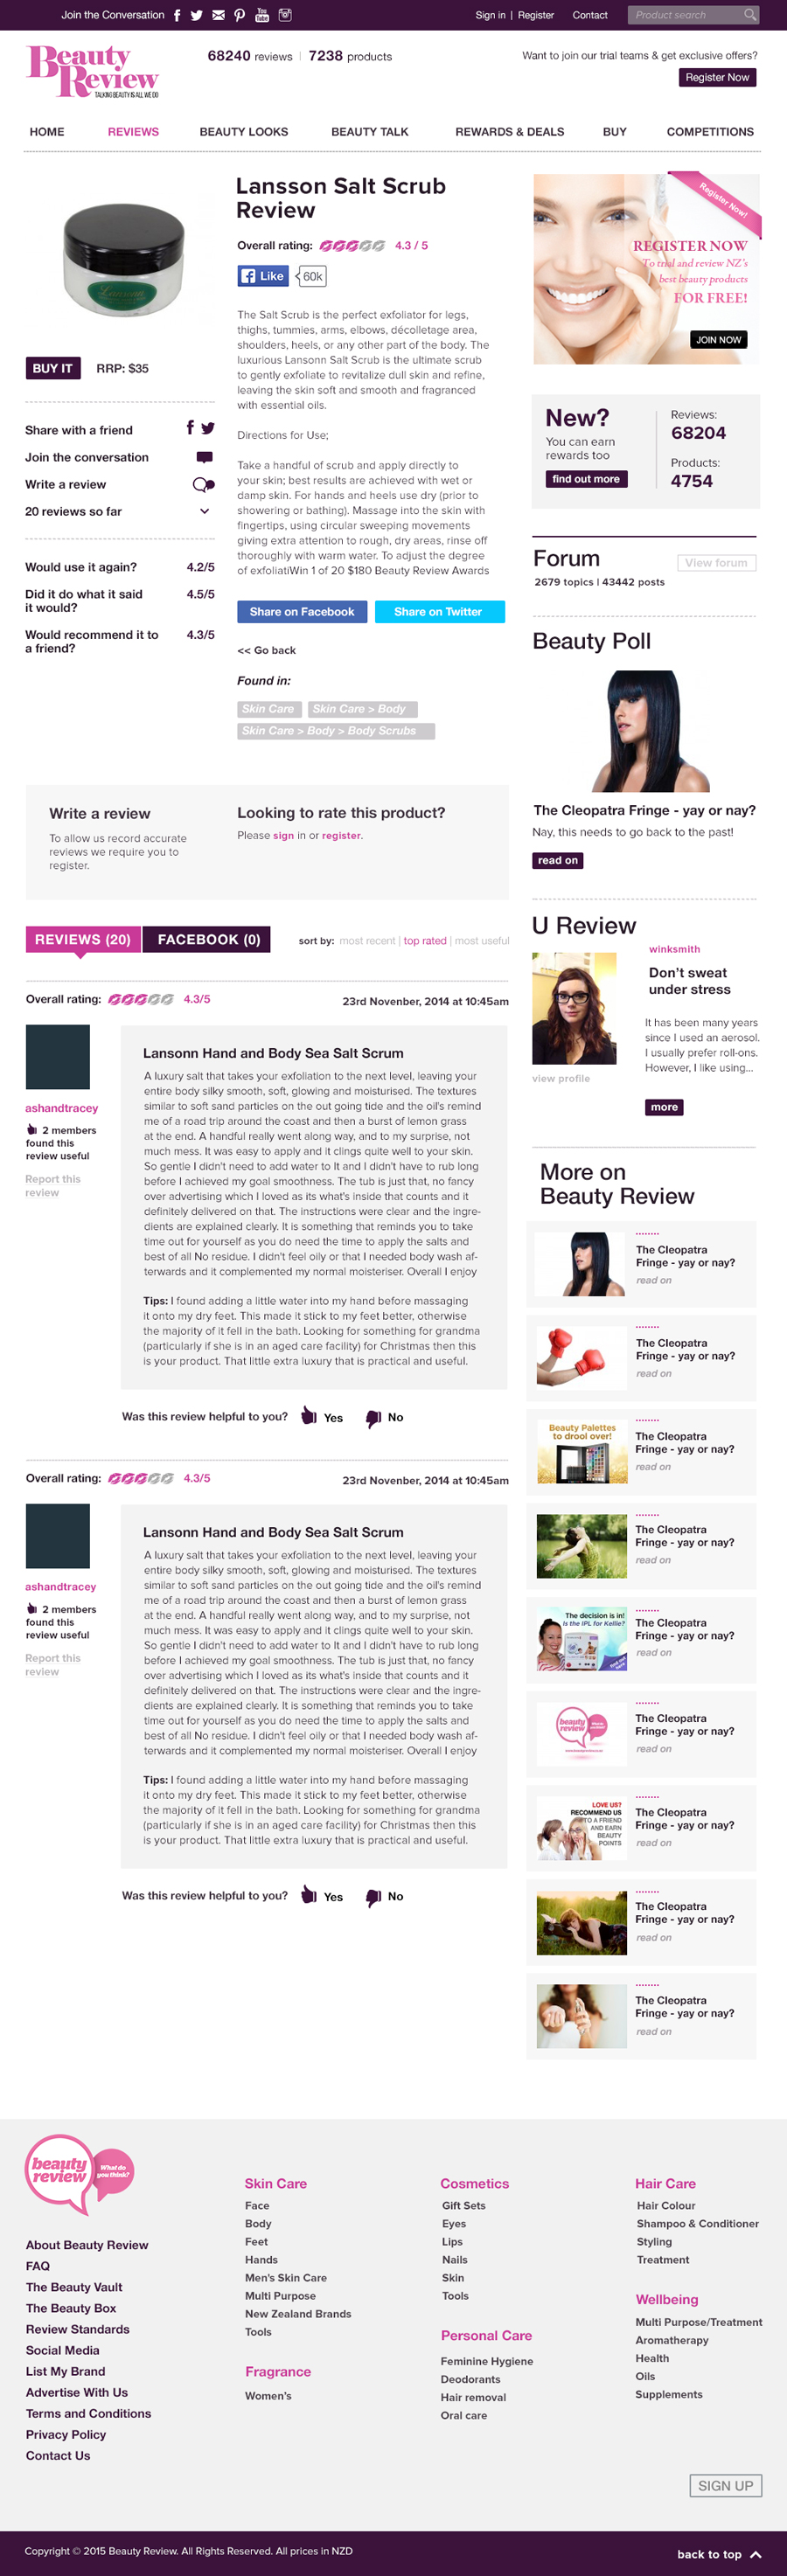 Join the Conversation
Sign in | Register
Contact
Product search
Beauty
Review
TALKING BEAUTY IS ALL WE DO
68240 reviews | 7238 products
Want to join our trial teams & get exclusive offers?
Register Now
HOME
REVIEWS
BEAUTY LOOKS
BEAUTY TALK
REWARDS & DEALS
BUY
COMPETITIONS
Lansson Salt Scrub
Review
Overall rating: 4.3 / 5
Like 60k
BUY IT
RRP: $35
Share with a friend
Join the conversation
Write a review
20 reviews so far
Would use it again? 4.2/5
Did it do what it said 4.5/5
it would?
Would recommend it to 4.3/5
a friend?
The Salt Scrub is the perfect exfoliator for legs,
thighs, tummies, arms, elbows, décolletage area,
shoulders, heels, or any other part of the body. The
luxurious Lansonn Salt Scrub is the ultimate scrub
to gently exfoliate to revitalize dull skin and refine,
leaving the skin soft and smooth and fragranced
with essential oils.
Directions for Use;
Take a handful of scrub and apply directly to
your skin; best results are achieved with wet or
damp skin. For hands and heels use dry (prior to
showering or bathing). Massage into the skin with
fingertips, using circular sweeping movements
giving extra attention to rough, dry areas, rinse off
thoroughly with warm water. To adjust the degree
of exfoliatiWin 1 of 20 $180 Beauty Review Awards
Share on Facebook
Share on Twitter
<< Go back
Found in:
Skin Care
Skin Care > Body
Skin Care > Body > Body Scrubs
Write a review
To allow us record accurate
reviews we require you to
register.
Looking to rate this product?
Please sign in or register.
REVIEWS (20)
FACEBOOK (0)
sort by: most recent | top rated | most useful
Overall rating: 4.3/5
23rd Novenber, 2014 at 10:45am
ashandtracey
2 members
found this
review useful
Report this
review
Lansonn Hand and Body Sea Salt Scrum
A luxury salt that takes your exfoliation to the next level, leaving your
entire body silky smooth, soft, glowing and moisturised. The textures
similar to soft sand particles on the out going tide and the oil's remind
me of a road trip around the coast and then a burst of lemon grass
at the end. A handful really went along way, and to my surprise, not
much mess. It was easy to apply and it clings quite well to your skin.
So gentle I didn't need to add water to It and I didn't have to rub long
before I achieved my goal smoothness. The tub is just that, no fancy
over advertising which I loved as its what's inside that counts and it
definitely delivered on that. The instructions were clear and the ingre-
dients are explained clearly. It is something that reminds you to take
time out for yourself as you do need the time to apply the salts and
best of all No residue. I didn't feel oily or that I needed body wash af-
terwards and it complemented my normal moisteriser. Overall I enjoy
Tips: I found adding a little water into my hand before massaging
it onto my dry feet. This made it stick to my feet better, otherwise
the majority of it fell in the bath. Looking for something for grandma
(particularly if she is in an aged care facility) for Christmas then this
is your product. That little extra luxury that is practical and useful.
Was this review helpful to you? Yes No
Overall rating: 4.3/5
23rd Novenber, 2014 at 10:45am
ashandtracey
2 members
found this
review useful
Report this
review
Lansonn Hand and Body Sea Salt Scrum
A luxury salt that takes your exfoliation to the next level, leaving your
entire body silky smooth, soft, glowing and moisturised. The textures
similar to soft sand particles on the out going tide and the oil's remind
me of a road trip around the coast and then a burst of lemon grass
at the end. A handful really went along way, and to my surprise, not
much mess. It was easy to apply and it clings quite well to your skin.
So gentle I didn't need to add water to It and I didn't have to rub long
before I achieved my goal smoothness. The tub is just that, no fancy
over advertising which I loved as its what's inside that counts and it
definitely delivered on that. The instructions were clear and the ingre-
dients are explained clearly. It is something that reminds you to take
time out for yourself as you do need the time to apply the salts and
best of all No residue. I didn't feel oily or that I needed body wash af-
terwards and it complemented my normal moisteriser. Overall I enjoy
Tips: I found adding a little water into my hand before massaging
it onto my dry feet. This made it stick to my feet better, otherwise
the majority of it fell in the bath. Looking for something for grandma
(particularly if she is in an aged care facility) for Christmas then this
is your product. That little extra luxury that is practical and useful.
Was this review helpful to you? Yes No
Register Now!
REGISTER NOW
To trial and review NZ's
best beauty products
FOR FREE!
JOIN NOW
New?
You can earn
rewards too
find out more
Reviews:
68204
Products:
4754
Forum
View forum
2679 topics | 43442 posts
Beauty Poll
The Cleopatra Fringe - yay or nay?
Nay, this needs to go back to the past!
read on
U Review
winksmith
Don't sweat
under stress
It has been many years
since I used an aerosol.
I usually prefer roll-ons.
However, I like using...
view profile
more
More on
Beauty Review
The Cleopatra
Fringe - yay or nay?
read on
The Cleopatra
Fringe - yay or nay?
read on
Beauty Palettes
to drool over!
The Cleopatra
Fringe - yay or nay?
read on
The Cleopatra
Fringe - yay or nay?
read on
The decision is in!
Is the IPL for Kellie?
The Cleopatra
Fringe - yay or nay?
read on
beauty
review
The Cleopatra
Fringe - yay or nay?
read on
LOVE US?
RECOMMEND US
TO A FRIEND
AND EARN
BEAUTY
POINTS
The Cleopatra
Fringe - yay or nay?
read on
The Cleopatra
Fringe - yay or nay?
read on
The Cleopatra
Fringe - yay or nay?
read on
beauty
review
What do
you think?
About Beauty Review
FAQ
The Beauty Vault
The Beauty Box
Review Standards
Social Media
List My Brand
Advertise With Us
Terms and Conditions
Privacy Policy
Contact Us
Skin Care
Face
Body
Feet
Hands
Men's Skin Care
Multi Purpose
New Zealand Brands
Tools
Fragrance
Women's
Cosmetics
Gift Sets
Eyes
Lips
Nails
Skin
Tools
Personal Care
Feminine Hygiene
Deodorants
Hair removal
Oral care
Hair Care
Hair Colour
Shampoo & Conditioner
Styling
Treatment
Wellbeing
Multi Purpose/Treatment
Aromatherapy
Health
Oils
Supplements
SIGN UP
Copyright © 2015 Beauty Review. All Rights Reserved. All prices in NZD
back to top